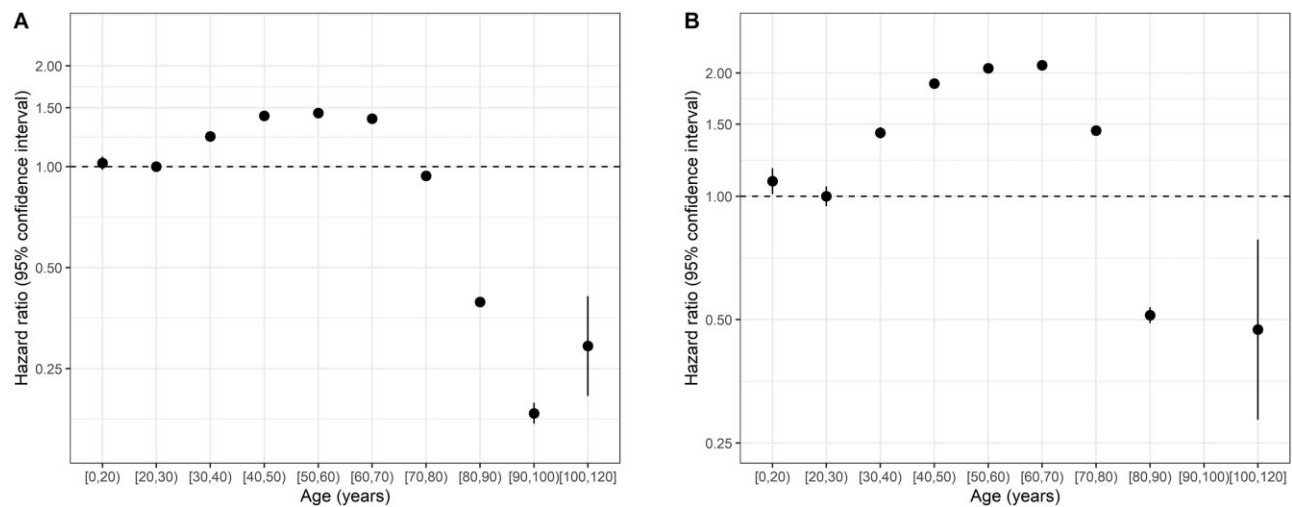 A
Hazard ratio (95% confidence interval)
2.00
1.50
1.00
0.50
0.25
[0,20) [20,30) [30,40) [40,50) [50,60) [60,70) [70,80) [80,90) [90,100) [100,120]
Age (years)
B
Hazard ratio (95% confidence interval)
2.00
1.50
1.00
0.50
0.25
[0,20) [20,30) [30,40) [40,50) [50,60) [60,70) [70,80) [80,90) [90,100) [100,120]
Age (years)